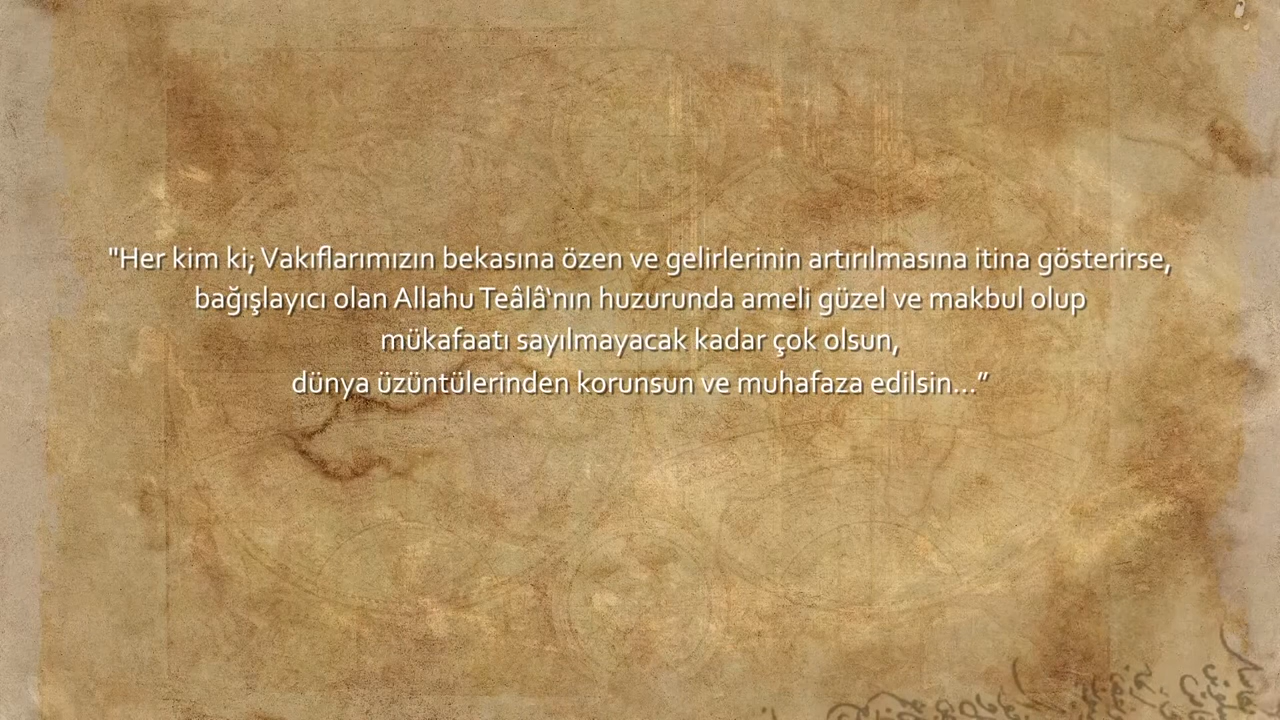 "Her kim ki; Vakıflarımızın bekasına özen ve gelirlerinin artırılmasına itina gösterirse,
bağışlayıcı olan Allahu Teâlâ‘nın huzurunda ameli güzel ve makbul olup
mükafaatı sayılmayacak kadar çok olsun,
dünya üzüntülerinden korunsun ve muhafaza edilsin...”